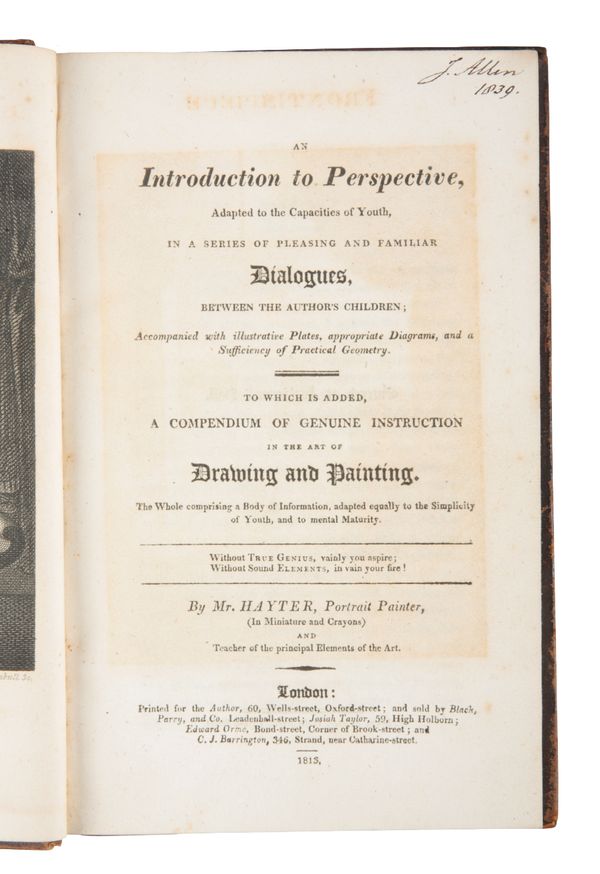 J. Allen
1839.
FRONTISPIECE
AN
Introduction to Perspective,
Adapted to the Capacities of Youth,
IN A SERIES OF PLEASING AND FAMILIAR
Dialogues,
BETWEEN THE AUTHOR'S CHILDREN;
Accompanied with illustrative Plates, appropriate Diagrams, and a
Sufficiency of Practical Geometry.
TO WHICH IS ADDED,
A COMPENDIUM OF GENUINE INSTRUCTION
IN THE ART OF
Drawing and Painting.
The Whole comprising a Body of Information, adapted equally to the Simplicity
of Youth, and to mental Maturity.
Without TRUE GENIUS, vainly you aspire;
Without Sound ELEMENTS, in vain your fire!
By Mr. HAYTER, Portrait Painter,
(In Miniature and Crayons)
AND
Teacher of the principal Elements of the Art.
London:
Printed for the Author, 60, Wells-street, Oxford-street; and sold by Black,
Parry, and Co. Leadenhall-street; Josiah Taylor, 59, High Holborn;
Edward Orme, Bond-street, Corner of Brook-street; and
C. J. Barrington, 346, Strand, near Catharine-street.
1813,